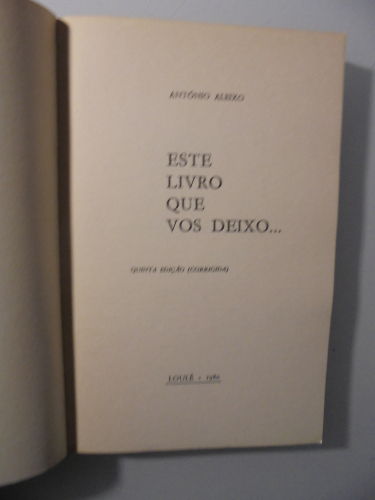 ANTÓNIO ALEIXO
ESTE
LIVRO
QUE
VOS DEIXO...
QUINTA EDIÇÃO (CORRIGIDA)
LOULÉ -